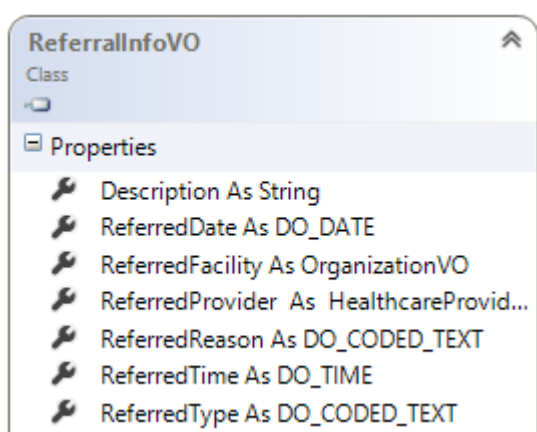 ReferralInfoVO
Class
Properties
Description As String
ReferredDate As DO_DATE
ReferredFacility As OrganizationVO
ReferredProvider As HealthcareProvid...
ReferredReason As DO_CODED_TEXT
ReferredTime As DO_TIME
ReferredType As DO_CODED_TEXT